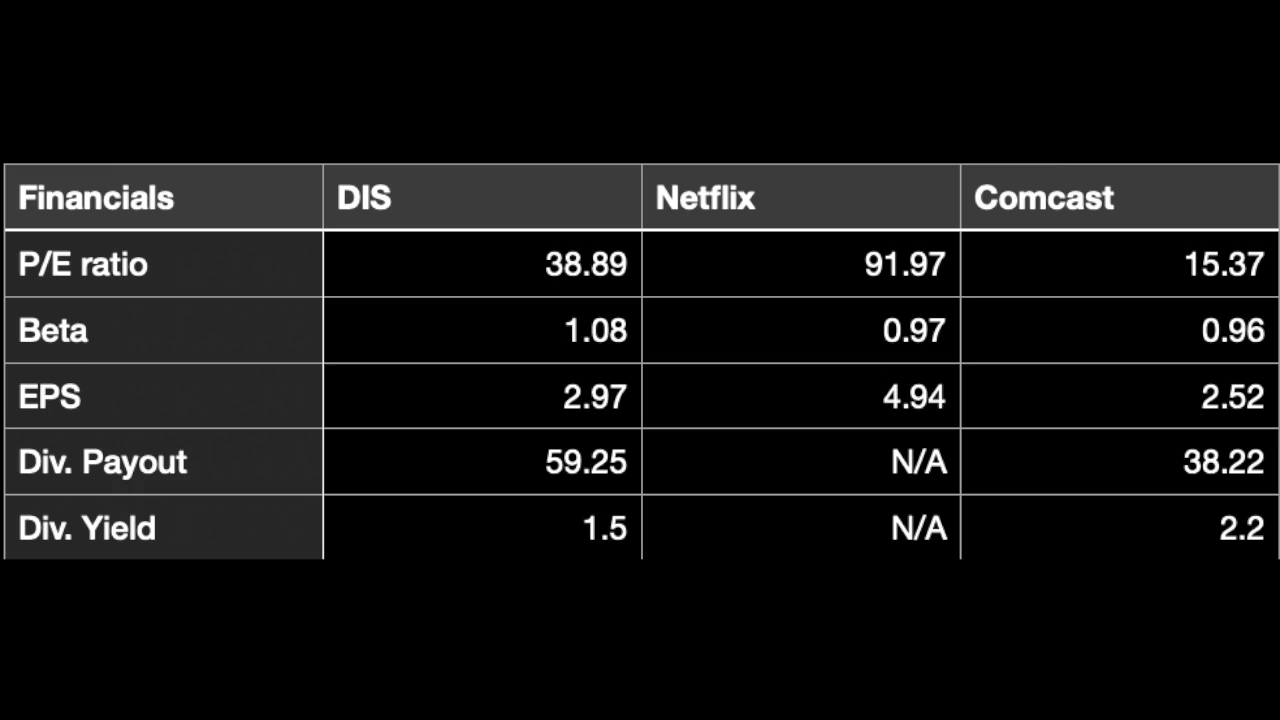 Financials DIS Netflix Comcast
P/E ratio 38.89 91.97 15.37
Beta 1.08 0.97 0.96
EPS 2.97 4.94 2.52
Div. Payout 59.25 N/A 38.22
Div. Yield 1.5 N/A 2.2